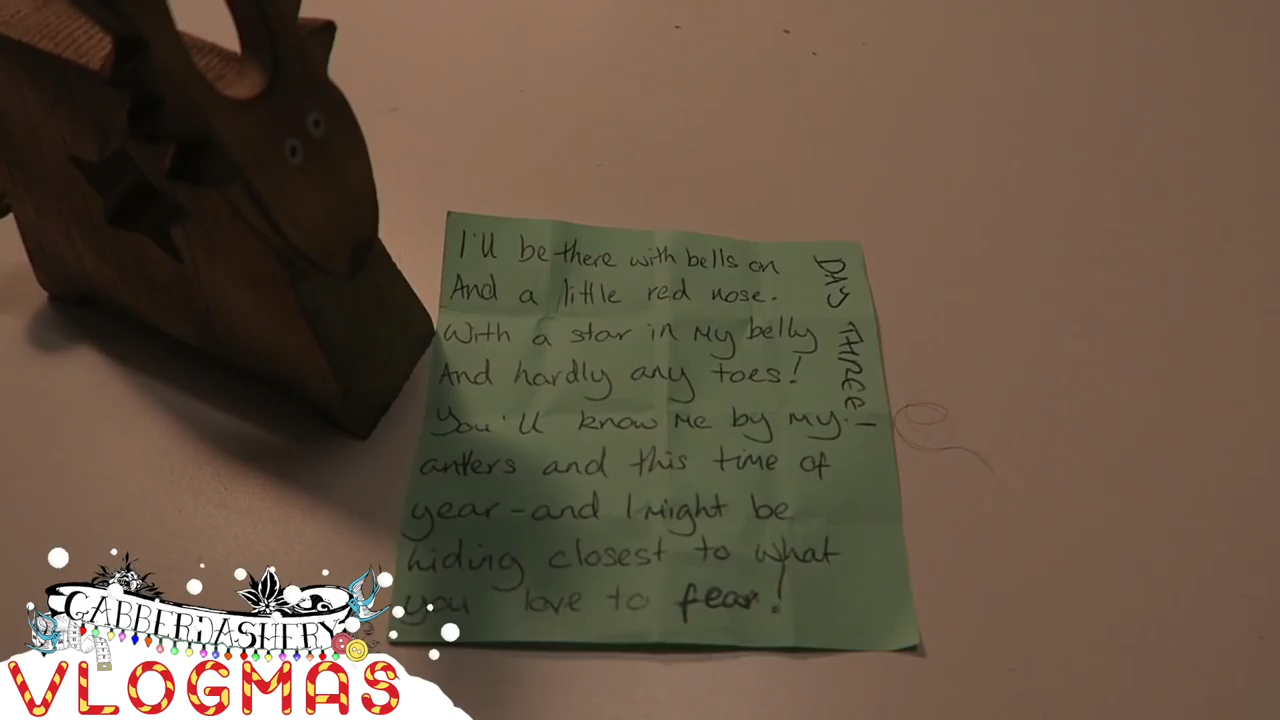 I'll be there with bells on
And a little red nose.
With a star in my belly
And hardly any toes!
You'll know me by my
antlers and this time of
year - and I might be
hiding closest to what
you love to fear!
DAY THREE!
GABBERDASHERY
VLOGMAS